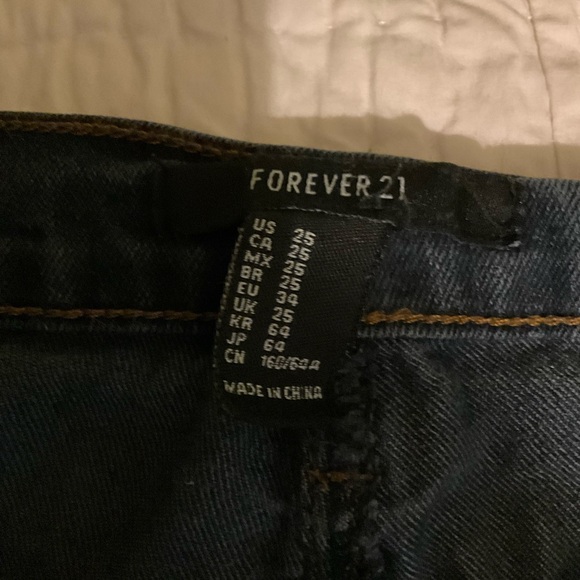 FOREVER 21
US 25
CA 25
MX 25
BR 25
EU 34
UK 25
KR 64
JP 64
CN 160/64A
MADE IN CHINA